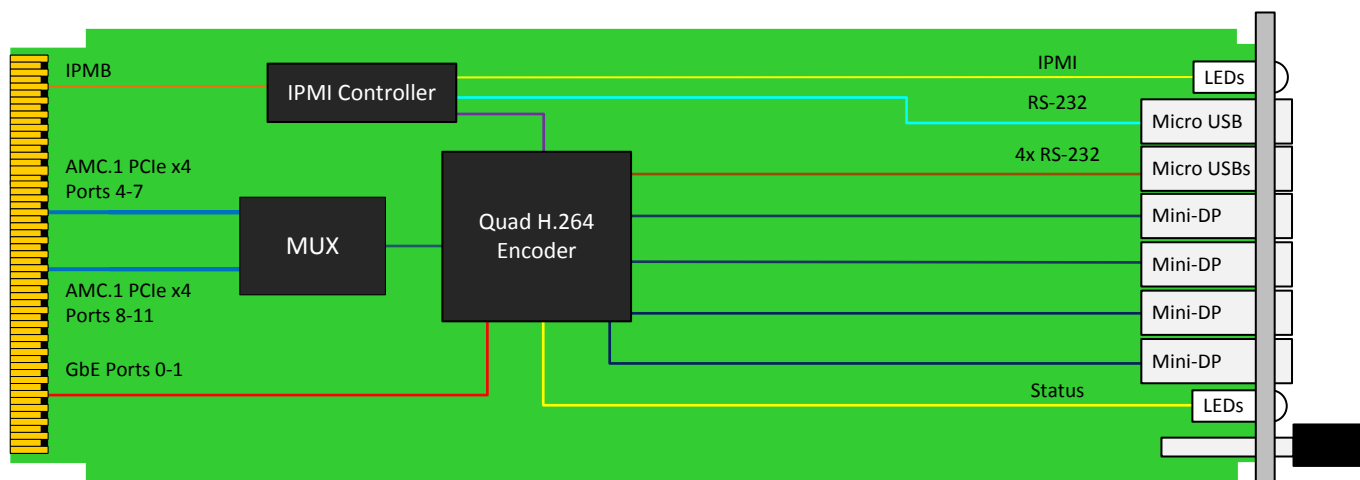 IPMB
IPMI Controller
IPMI
LEDs
RS-232
Micro USB
4x RS-232
Micro USBs
AMC.1 PCIe x4
Ports 4-7
MUX
Quad H.264
Encoder
Mini-DP
Mini-DP
AMC.1 PCIe x4
Ports 8-11
Mini-DP
GbE Ports 0-1
Mini-DP
Status
LEDs